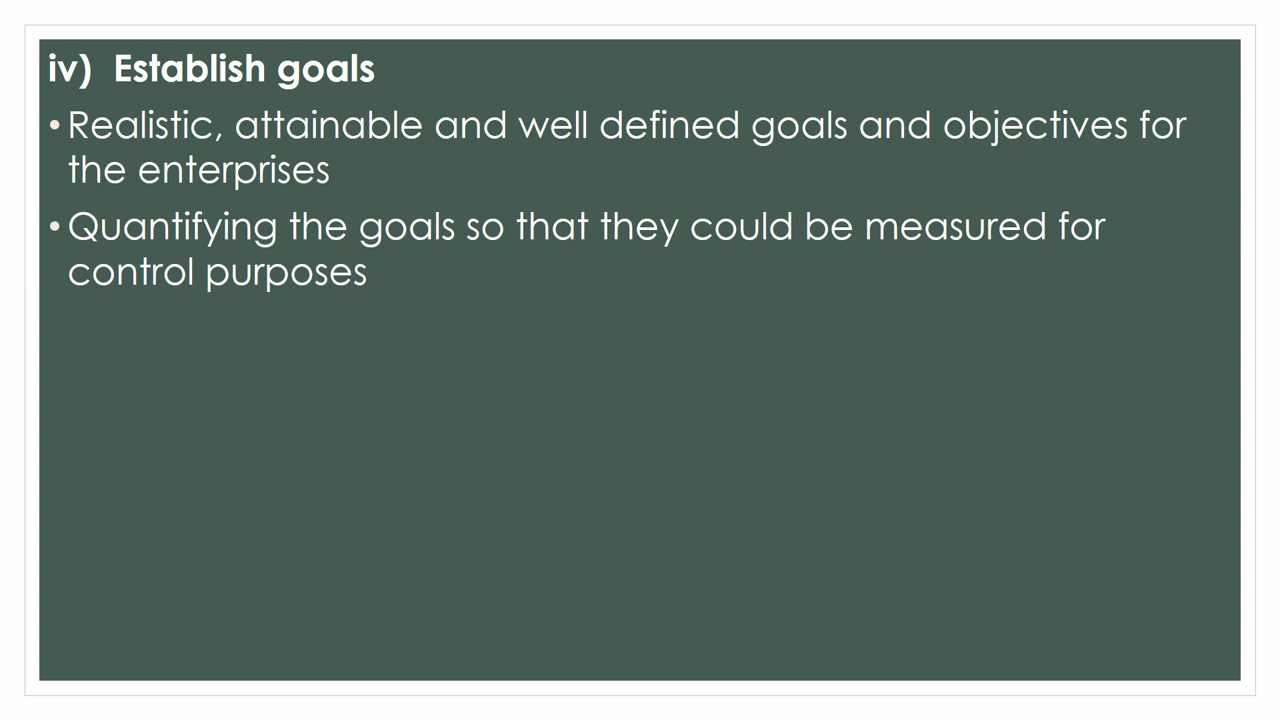 iv)  Establish goals
• Realistic, attainable and well defined goals and objectives for
the enterprises
• Quantifying the goals so that they could be measured for
control purposes